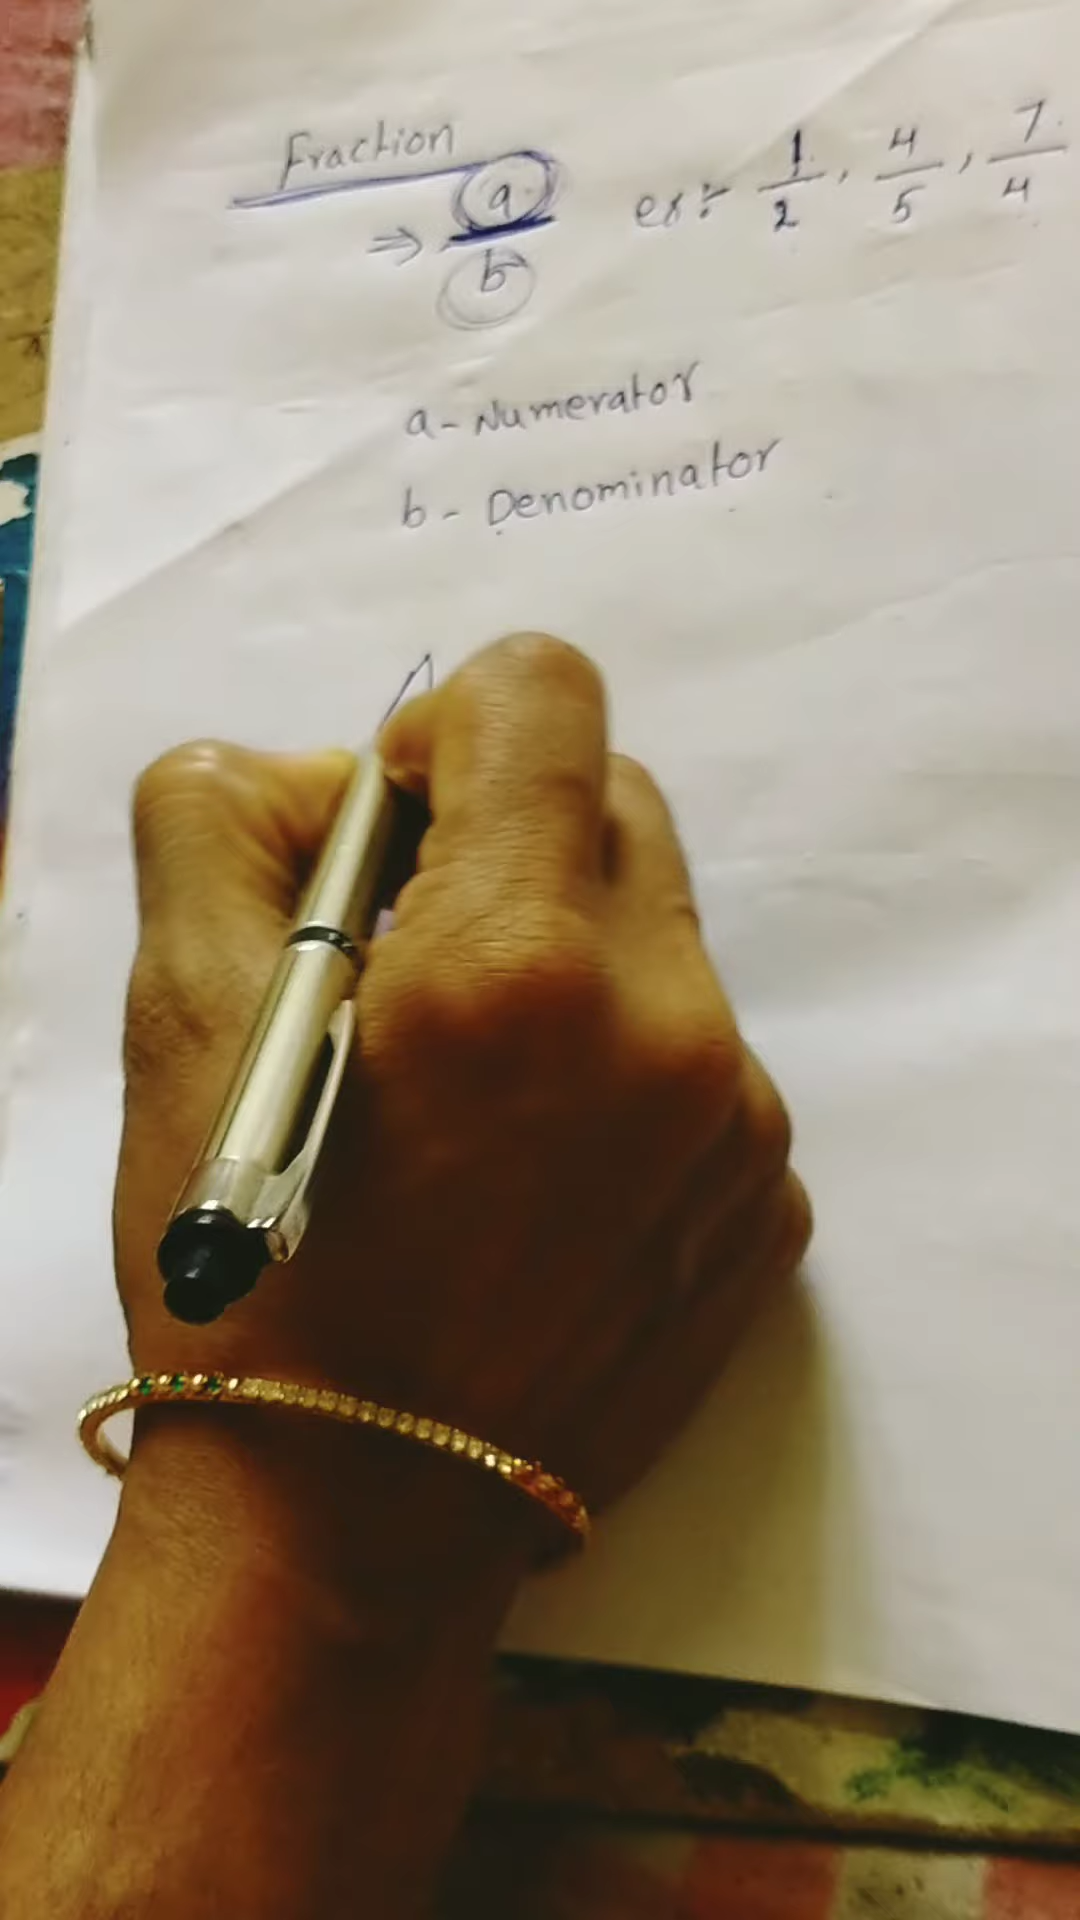 Fraction
⇒ a/b ex:- 1/2, 4/5, 7/4
a - Numerator
b - Denominator